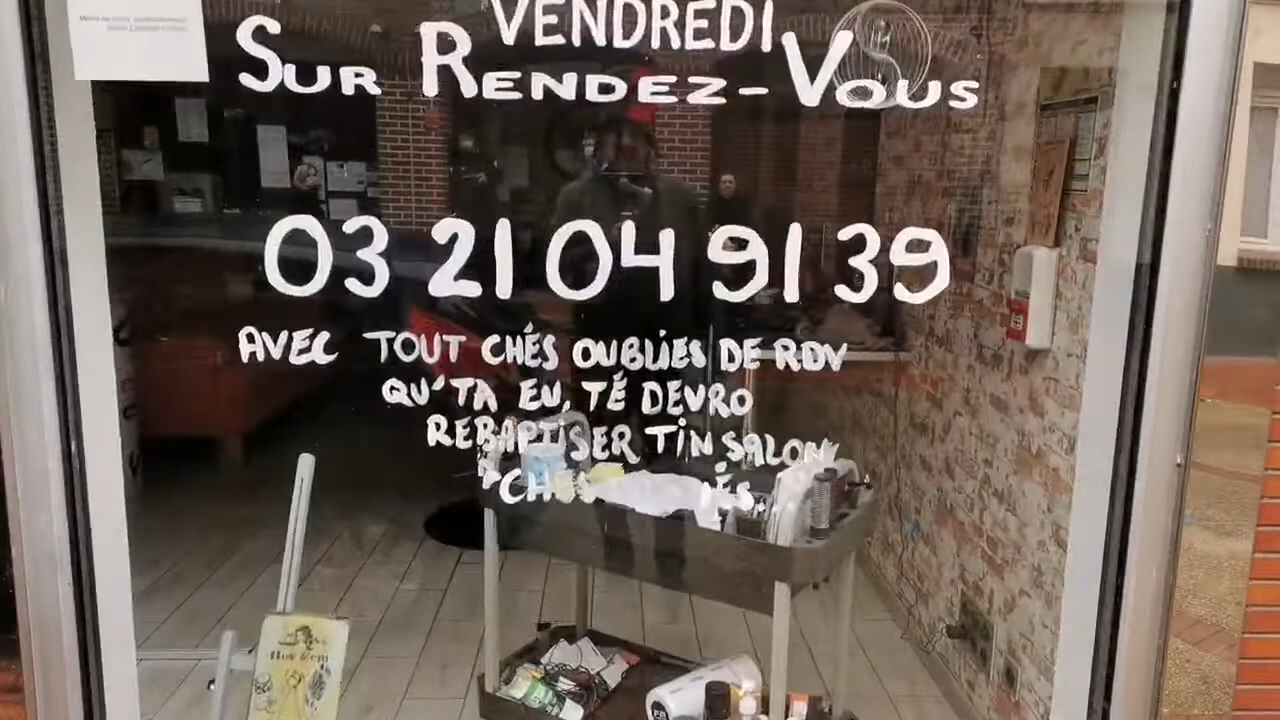 VENDREDI
SUR RENDEZ-VOUS
03 21 04 91 39
AVEC TOUT CHÉS OUBLIÉS DE RDV
QU'TA EU, TÉ DEVRO
REBAPTISER TIN SALON